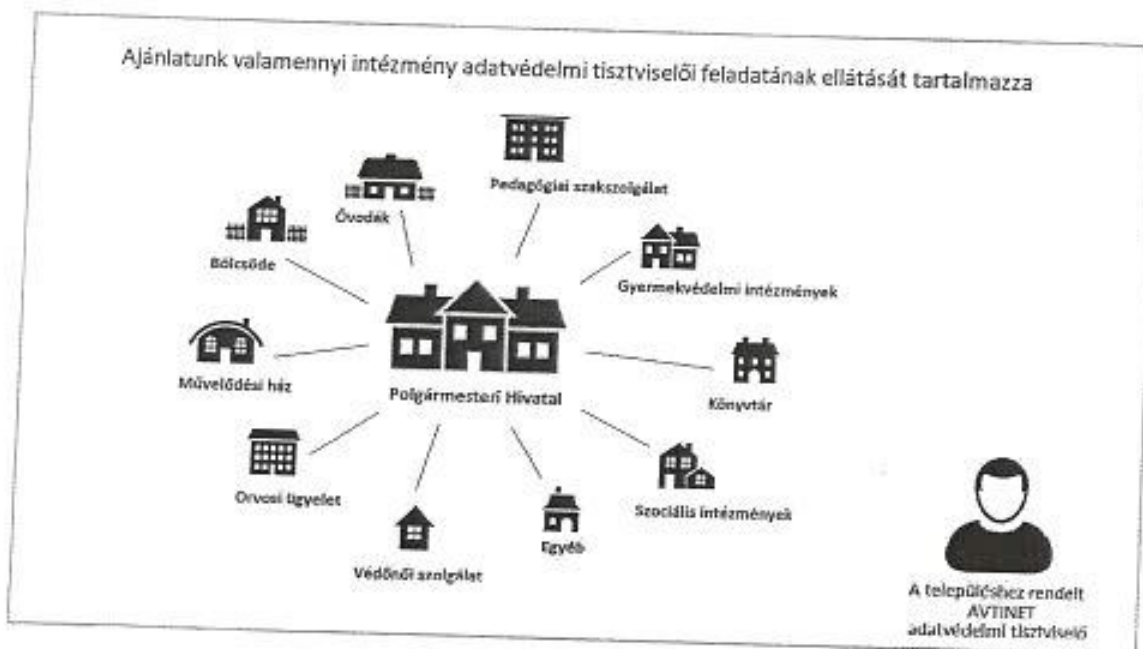 Ajánlatunk valamennyi intézmény adatvédelmi tisztviselői feladatának ellátását tartalmazza
Pedagógiai szakszolgálat
Óvodák
Bölcsőde
Gyermekvédelmi intézmények
Művelődési ház
Polgármesteri Hivatal
Könyvtár
Orvosi ügyelet
Szociális intézmények
Egyéb
Védőnői szolgálat
A településhez rendelt
AVTINET
adatvédelmi tisztviselő